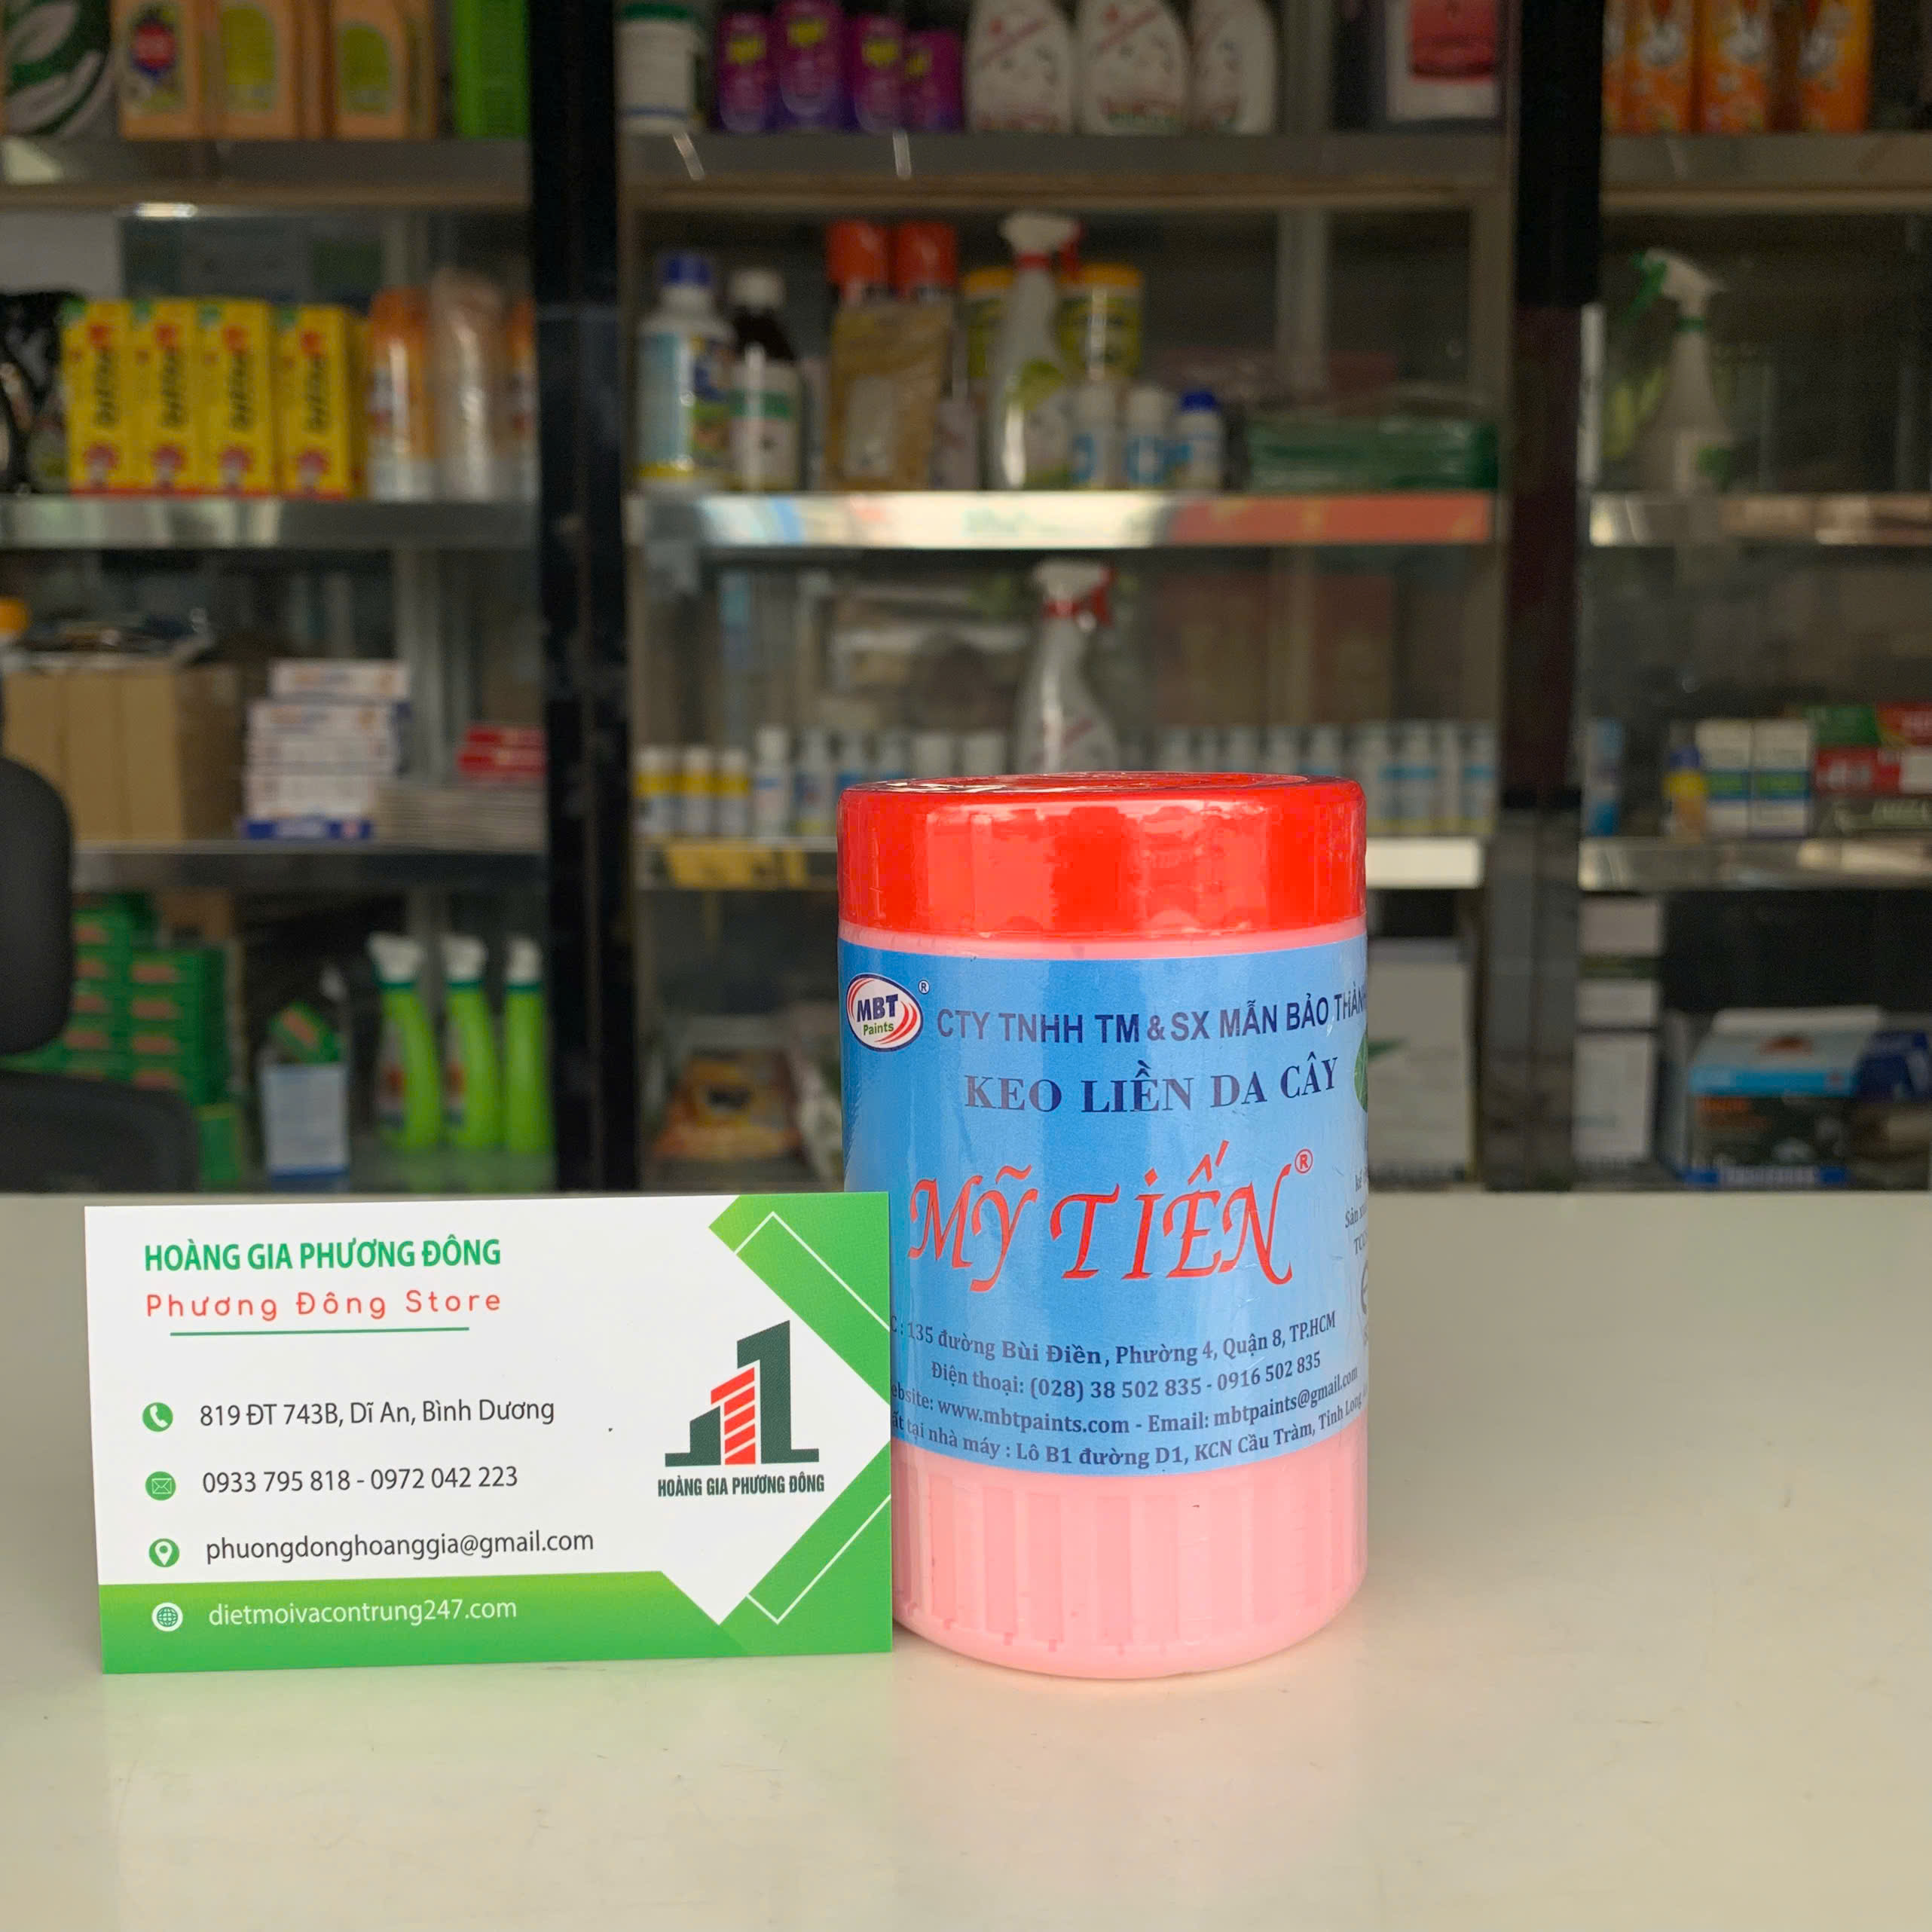 MBT
Paints
®
CTY TNHH TM & SX MẪN BẢO THÀNH
KEO LIỀN DA CÂY
MỸ TIẾN®
135 đường Bùi Điền, Phường 4, Quận 8, TP.HCM
Điện thoại: (028) 38 502 835 - 0916 502 835
ebsite: www.mbtpaints.com - Email: mbtpaints@gmail.com
tại nhà máy : Lô B1 đường D1, KCN Cầu Tràm, Tỉnh Long
HOÀNG GIA PHƯƠNG ĐÔNG
Phương Đông Store
819 ĐT 743B, Dĩ An, Bình Dương
0933 795 818 - 0972 042 223
phuongdonghoanggia@gmail.com
dietmoivacontrung247.com
HOÀNG GIA PHƯƠNG ĐÔNG